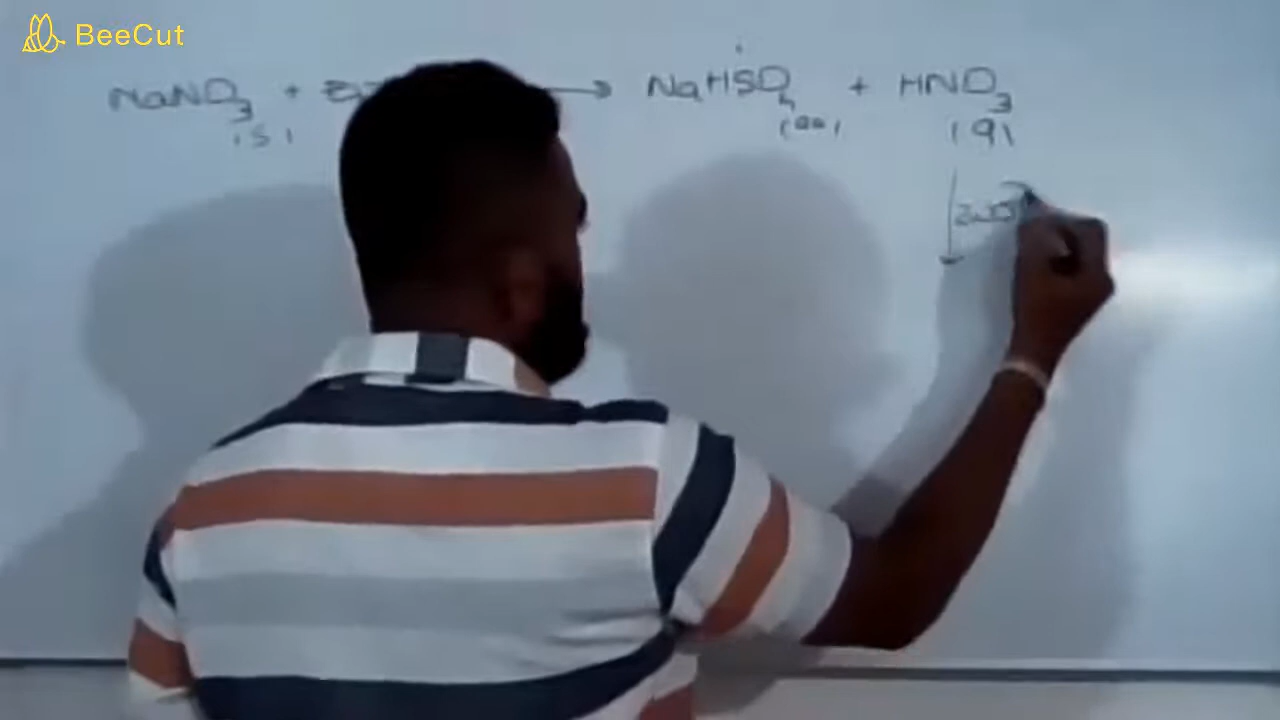 BeeCut
NaNO3 + → NaHSO4 + HNO3
(s) (aq) (g)